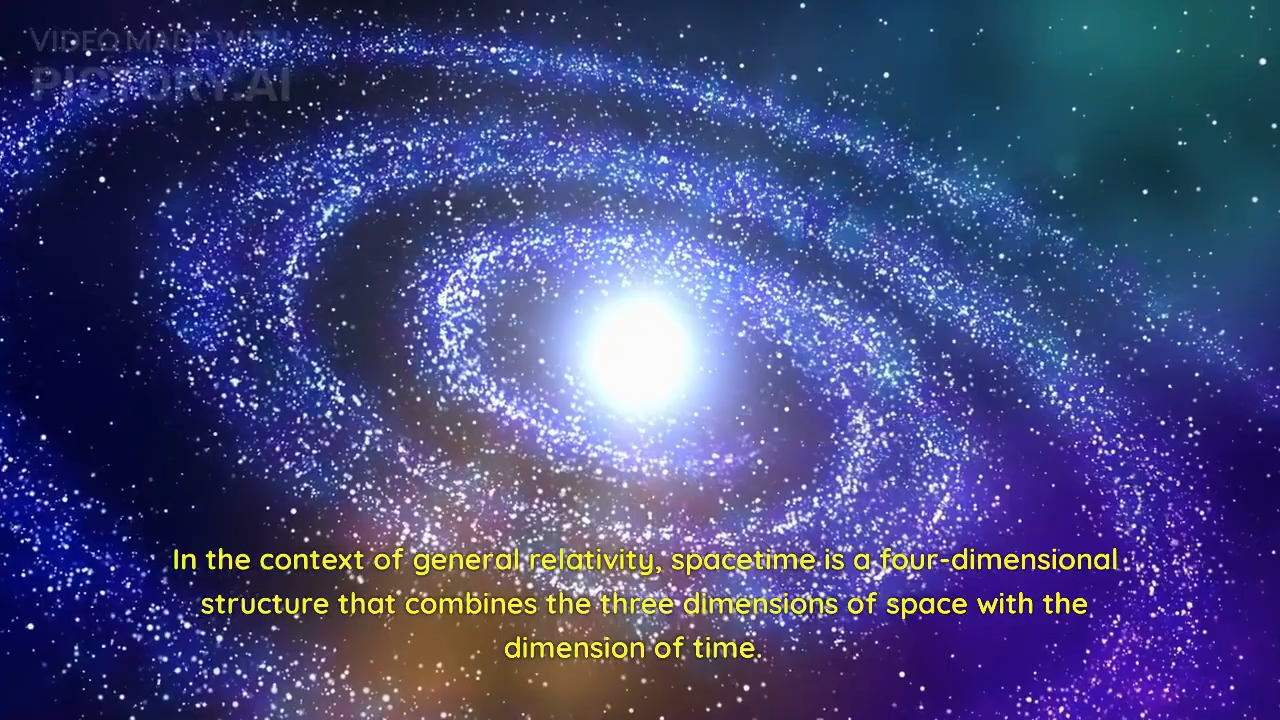 VIDEO MADE WITH
PICTORY.AI
In the context of general relativity, spacetime is a four-dimensional
structure that combines the three dimensions of space with the
dimension of time.